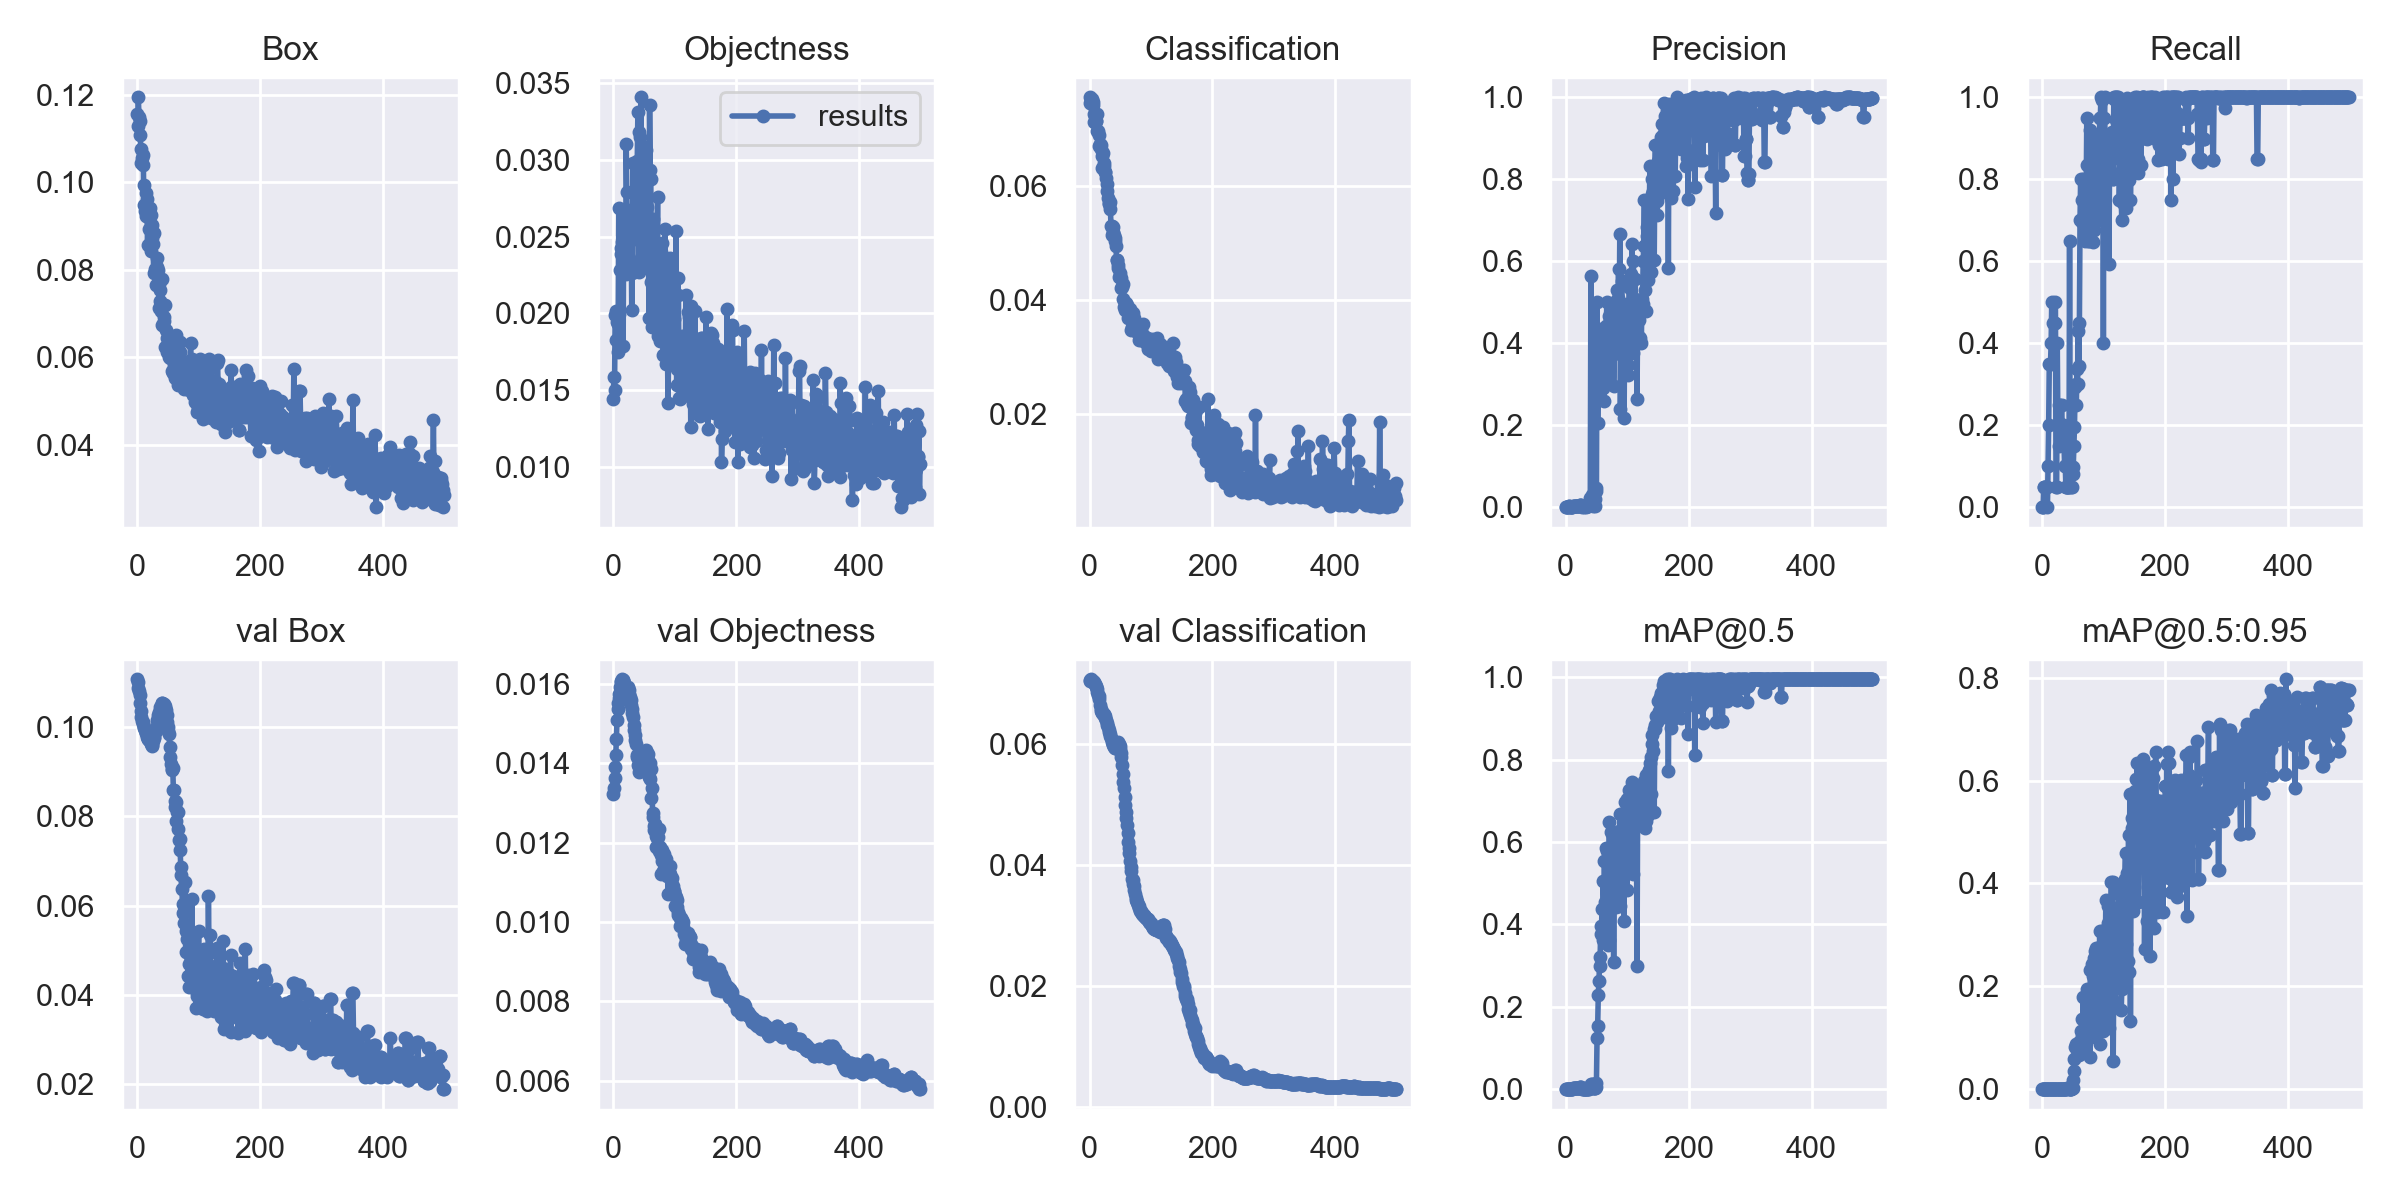 Box
Objectness
Classification
Precision
Recall
0.12
0.10
0.08
0.06
0.04
0 200 400
0.035
0.030
0.025
0.020
0.015
0.010
results
0 200 400
0.06
0.04
0.02
0 200 400
1.0
0.8
0.6
0.4
0.2
0.0
0 200 400
1.0
0.8
0.6
0.4
0.2
0.0
0 200 400
val Box
val Objectness
val Classification
mAP@0.5
mAP@0.5:0.95
0.10
0.08
0.06
0.04
0.02
0 200 400
0.016
0.014
0.012
0.010
0.008
0.006
0 200 400
0.06
0.04
0.02
0.00
0 200 400
1.0
0.8
0.6
0.4
0.2
0.0
0 200 400
0.8
0.6
0.4
0.2
0.0
0 200 400